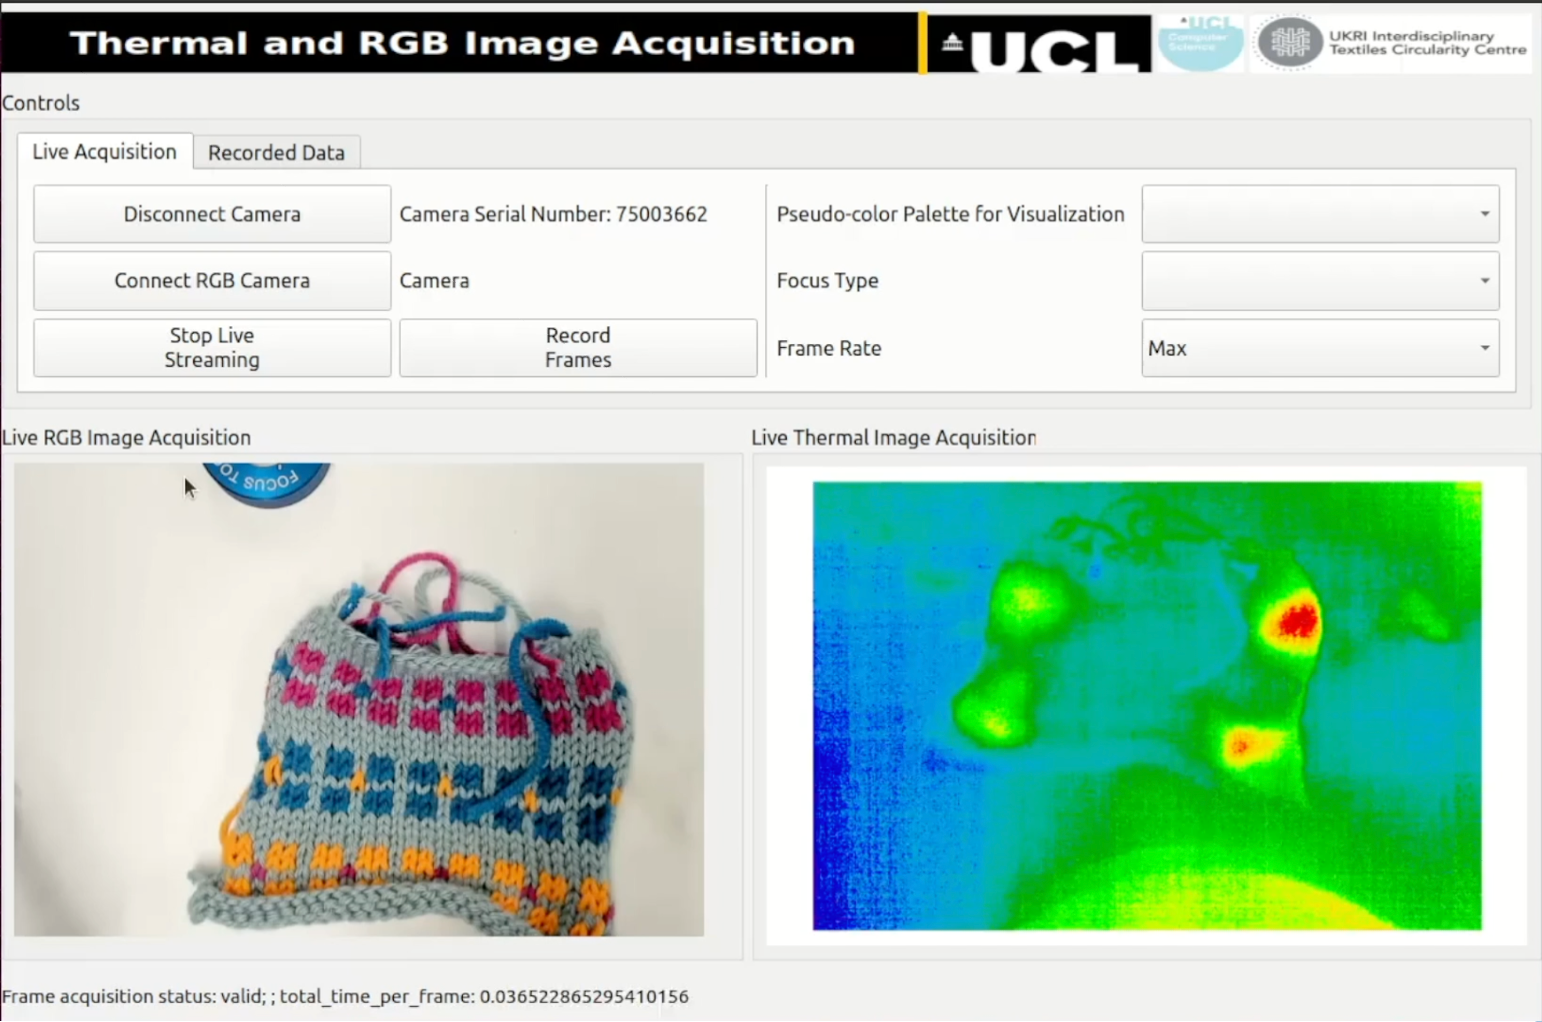 Thermal and RGB Image Acquisition
UCL
UCL
Computer
Science
UKRI Interdisciplinary
Textiles Circularity Centre
Controls
Live Acquisition
Recorded Data
Disconnect Camera
Camera Serial Number: 75003662
Pseudo-color Palette for Visualization
Connect RGB Camera
Camera
Focus Type
Stop Live
Streaming
Record
Frames
Frame Rate
Max
Live RGB Image Acquisition
Live Thermal Image Acquisition
FOCUS TO
Frame acquisition status: valid; ; total_time_per_frame: 0.036522865295410156